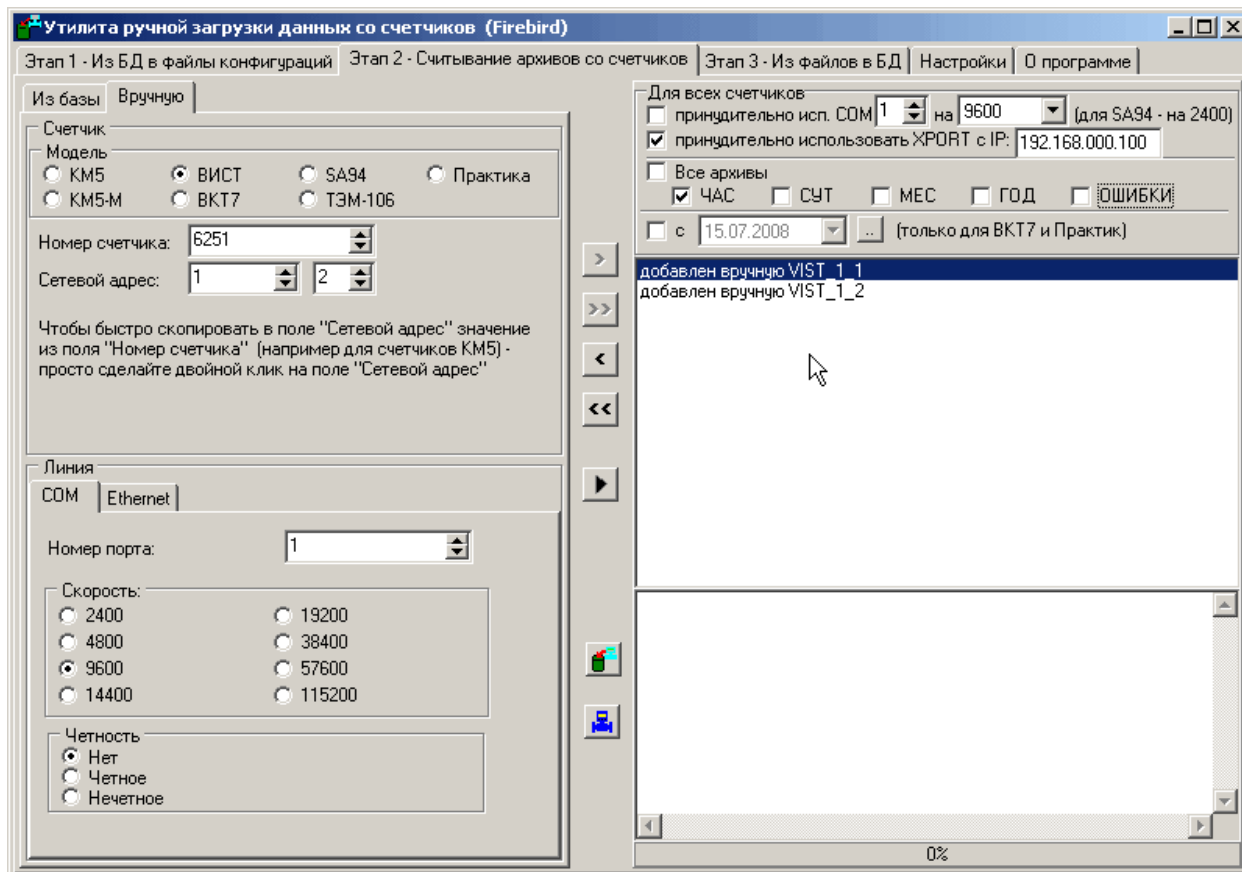 Утилита ручной загрузки данных со счетчиков (Firebird)
Этап 1 - Из БД в файлы конфигураций Этап 2 - Считывание архивов со счетчиков Этап 3 - Из файлов в БД Настройки О программе
Из базы Вручную
Счетчик
Модель
КМ5 ВИСТ SA94 Практика
КМ5-М ВКТ7 ТЭМ-106
Номер счетчика: 6251
Сетевой адрес: 1 2
Чтобы быстро скопировать в поле "Сетевой адрес" значение
из поля "Номер счетчика" (например для счетчиков КМ5) -
просто сделайте двойной клик на поле "Сетевой адрес"
Линия
COM Ethernet
Номер порта: 1
Скорость:
2400 19200
4800 38400
9600 57600
14400 115200
Четность
Нет
Четное
Нечетное
> 
>>
<
<<
Для всех счетчиков
принудительно исп. COM 1 на 9600 (для SA94 - на 2400)
принудительно использовать XPORT с IP: 192.168.000.100
Все архивы
ЧАС СУТ МЕС ГОД ОШИБКИ
с 15.07.2008 .. (только для ВКТ7 и Практик)
добавлен вручную VIST_1_1
добавлен вручную VIST_1_2
0%